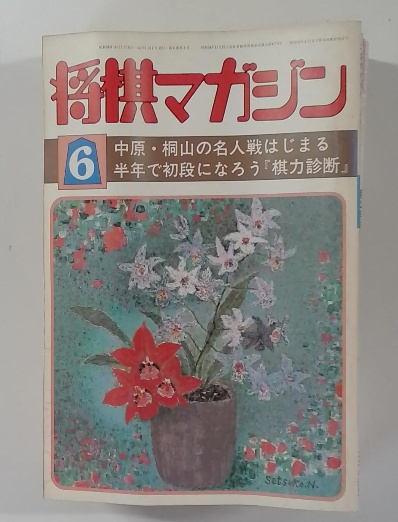 将棋マガジン
6
中原・桐山の名人戦はじまる
半年で初段になろう『棋力診断』
Setsuko.N.